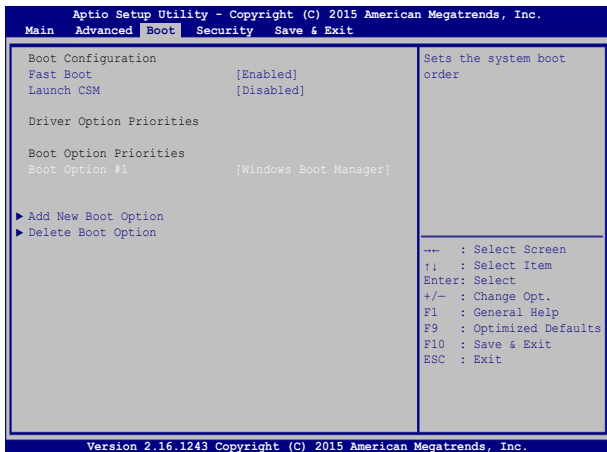 Aptio Setup Utility - Copyright (C) 2015 American Megatrends, Inc.
Main Advanced Boot Security Save & Exit
Boot Configuration
Fast Boot [Enabled]
Launch CSM [Disabled]
Driver Option Priorities
Boot Option Priorities
Boot Option #1 [Windows Boot Manager]
▶ Add New Boot Option
▶ Delete Boot Option
Sets the system boot
order
→← : Select Screen
↑↓ : Select Item
Enter: Select
+/— : Change Opt.
F1 : General Help
F9 : Optimized Defaults
F10 : Save & Exit
ESC : Exit
Version 2.16.1243 Copyright (C) 2015 American Megatrends, Inc.